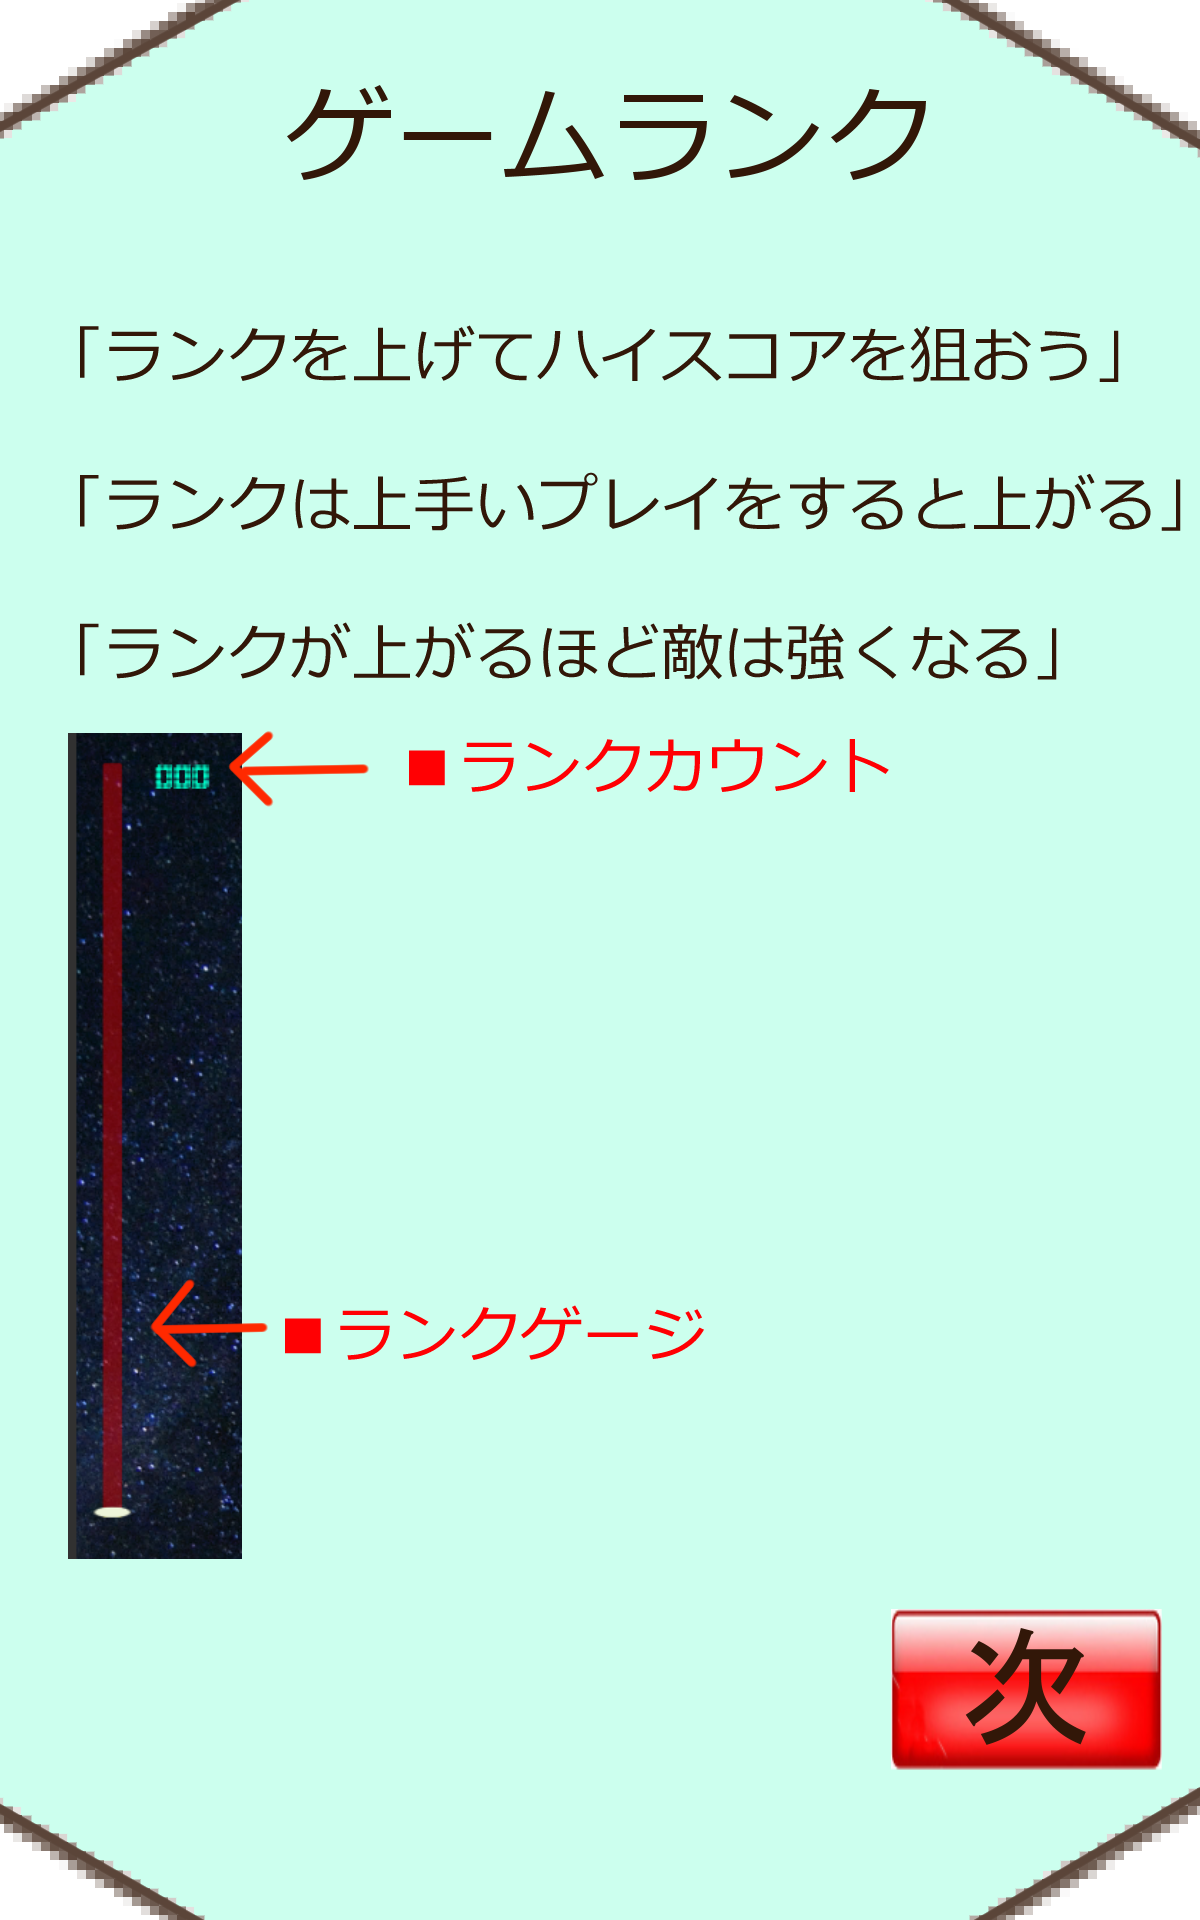 ゲームランク
「ランクを上げてハイスコアを狙おう」
「ランクは上手いプレイをすると上がる」
「ランクが上がるほど敵は強くなる」
000
■ランクカウント
■ランクゲージ
次